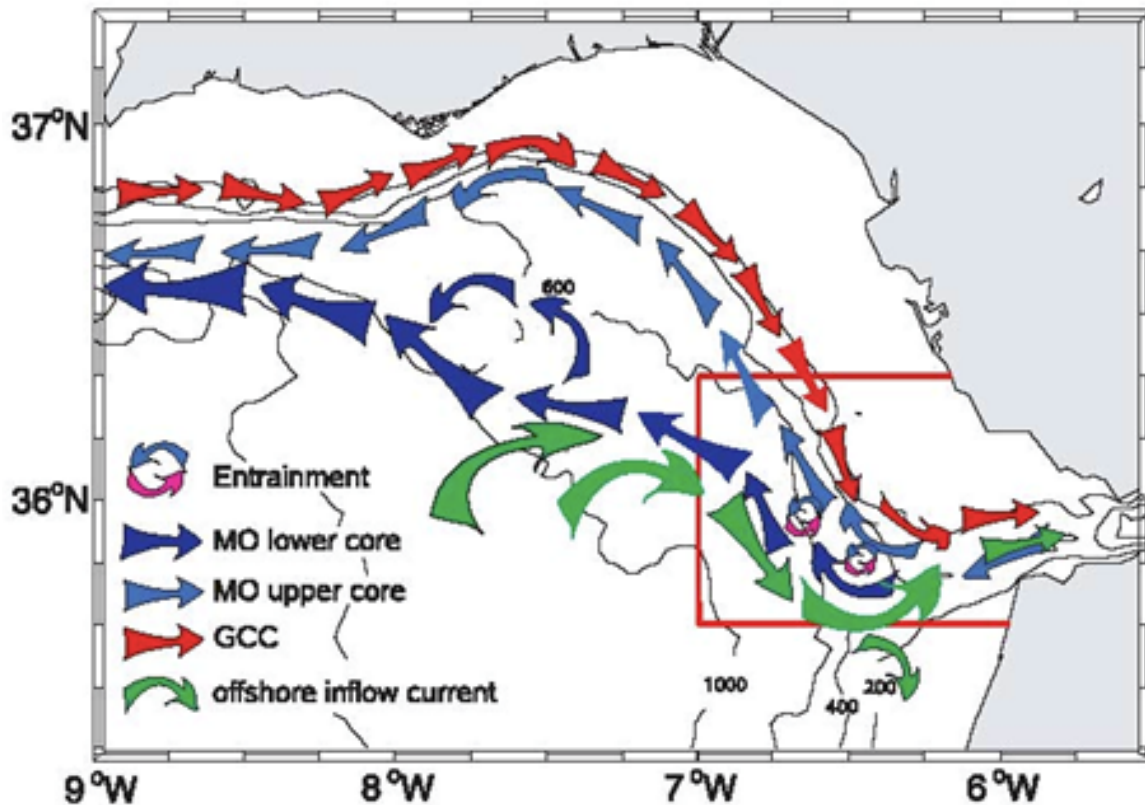 37°N
600
36°N
Entrainment
MO lower core
MO upper core
GCC
offshore inflow current
1000
200
400
9°W
8°W
7°W
6°W